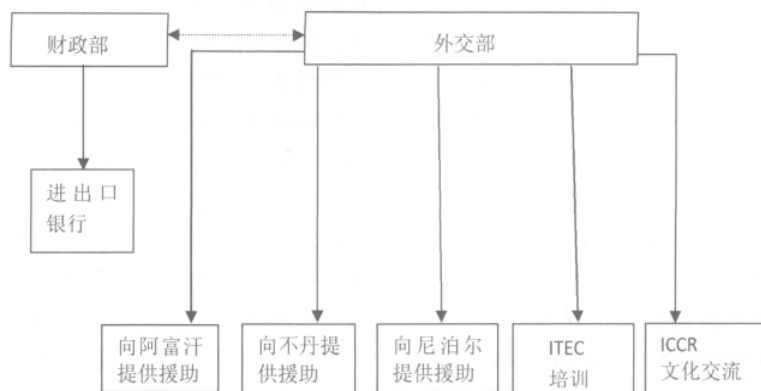 财政部
外交部
进出口
银行
向阿富汗
提供援助
向不丹提
供援助
向尼泊尔
提供援助
ITEC
培训
ICCR
文化交流